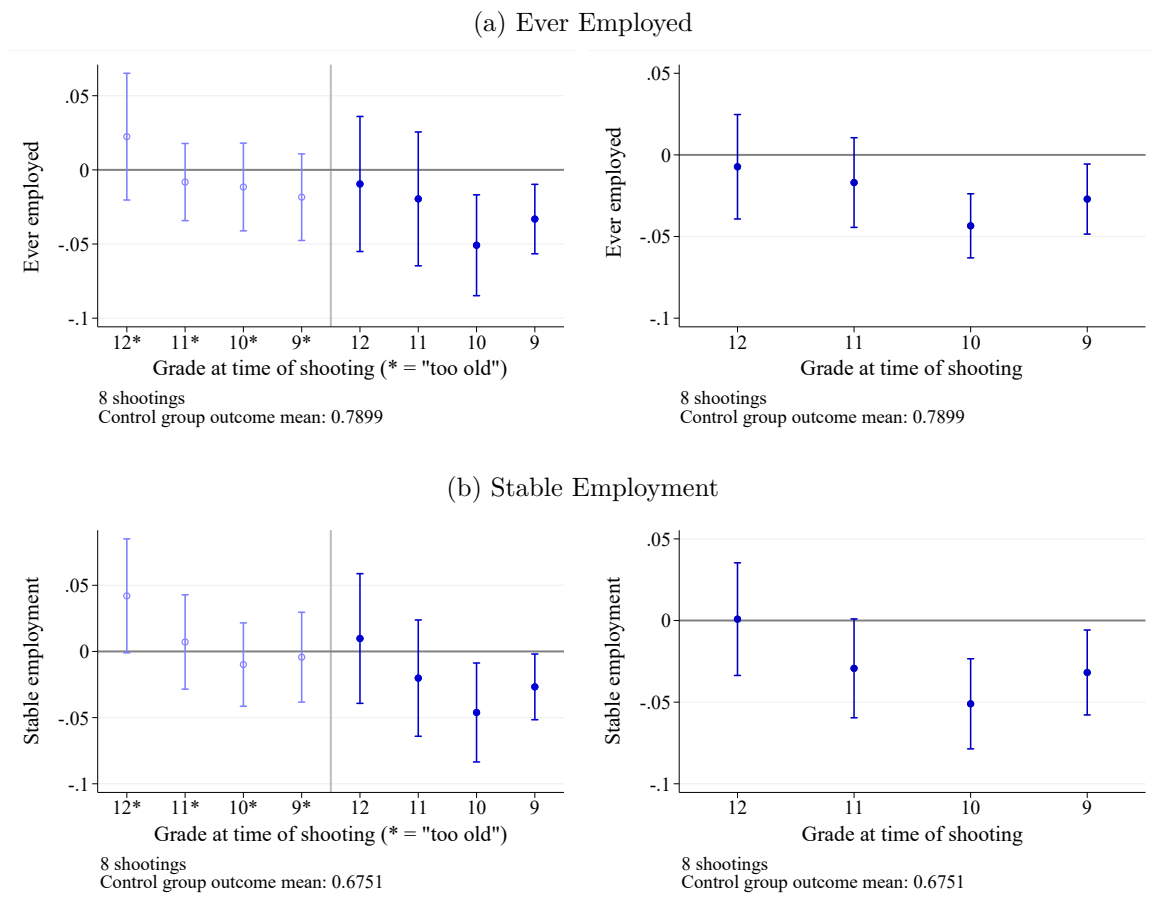 (a) Ever Employed
Ever employed
.05
0
-.05
-.1
12* 11* 10* 9* 12 11 10 9
Grade at time of shooting (* = "too old")
8 shootings
Control group outcome mean: 0.7899
Ever employed
.05
0
-.05
-.1
12 11 10 9
Grade at time of shooting
8 shootings
Control group outcome mean: 0.7899
(b) Stable Employment
Stable employment
.05
0
-.05
-.1
12* 11* 10* 9* 12 11 10 9
Grade at time of shooting (* = "too old")
8 shootings
Control group outcome mean: 0.6751
Stable employment
.05
0
-.05
-.1
12 11 10 9
Grade at time of shooting
8 shootings
Control group outcome mean: 0.6751